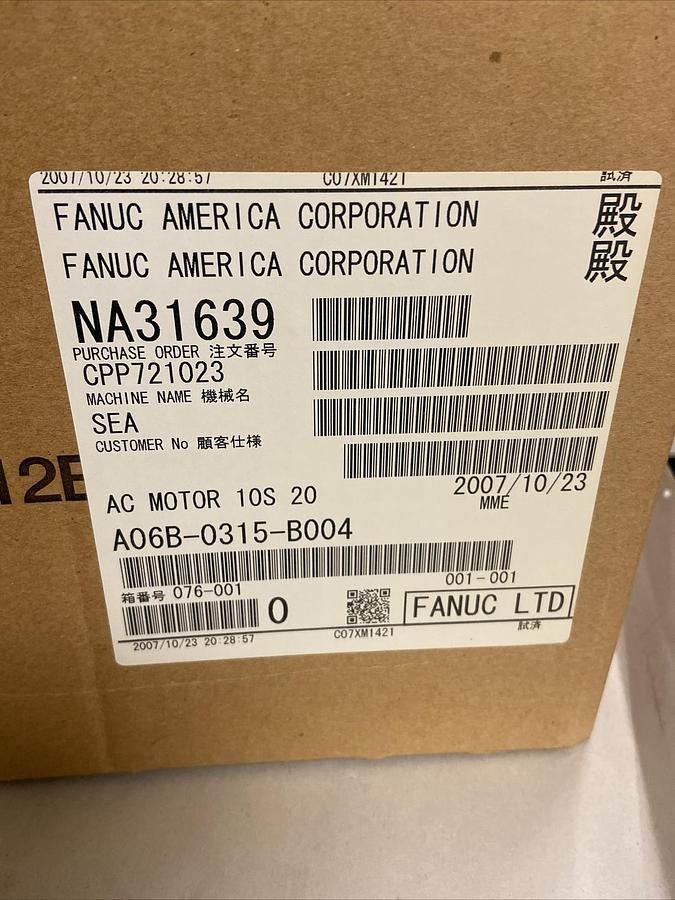 2007/10/23 20:28:57 C07XM1421 試済
FANUC AMERICA CORPORATION 殿
FANUC AMERICA CORPORATION 殿
NA31639
PURCHASE ORDER 注文番号
CPP721023
MACHINE NAME 機械名
SEA
CUSTOMER No 顧客仕様
12E
2007/10/23
MME
AC MOTOR 10S 20
A06B-0315-B004
001-001
箱番号 076-001
0
FANUC LTD
2007/10/23 20:28:57 C07XM1421 試済